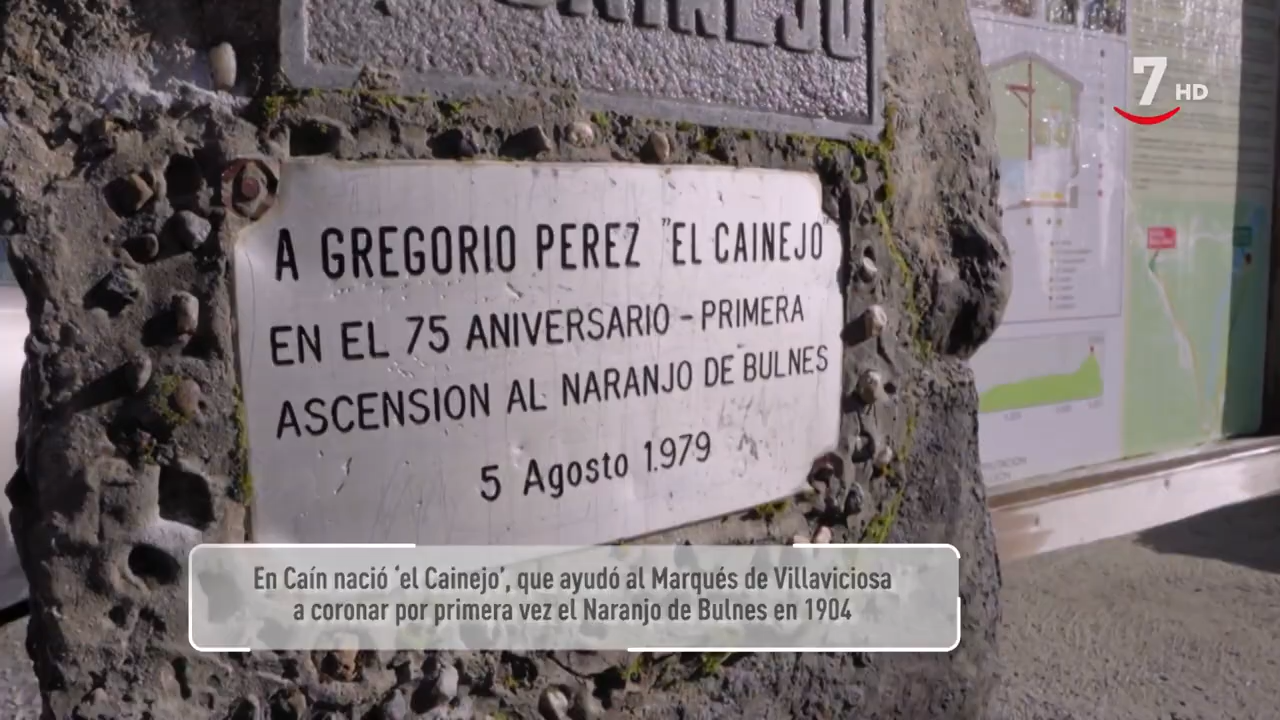 7 HD
A GREGORIO PEREZ "EL CAINEJO"
EN EL 75 ANIVERSARIO - PRIMERA
ASCENSION AL NARANJO DE BULNES
5 Agosto 1.979
En Caín nació ‘el Cainejo’, que ayudó al Marqués de Villaviciosa
a coronar por primera vez el Naranjo de Bulnes en 1904